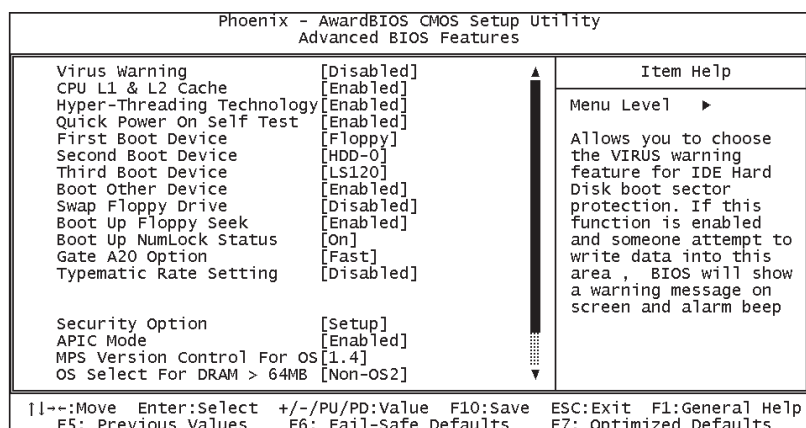 Phoenix - AwardBIOS CMOS Setup Utility
Advanced BIOS Features
Virus Warning [Disabled]
CPU L1 & L2 Cache [Enabled]
Hyper-Threading Technology[Enabled]
Quick Power On Self Test [Enabled]
First Boot Device [Floppy]
Second Boot Device [HDD-0]
Third Boot Device [LS120]
Boot Other Device [Enabled]
Swap Floppy Drive [Disabled]
Boot Up Floppy Seek [Enabled]
Boot Up NumLock Status [On]
Gate A20 Option [Fast]
Typematic Rate Setting [Disabled]
Security Option [Setup]
APIC Mode [Enabled]
MPS Version Control For OS[1.4]
OS Select For DRAM > 64MB [Non-OS2]
Item Help
Menu Level ▶
Allows you to choose
the VIRUS warning
feature for IDE Hard
Disk boot sector
protection. If this
function is enabled
and someone attempt to
write data into this
area , BIOS will show
a warning message on
screen and alarm beep
↑↓→←:Move Enter:Select +/-/PU/PD:Value F10:Save ESC:Exit F1:General Help
F5: Previous Values F6: Fail-Safe Defaults F7: Optimized Defaults